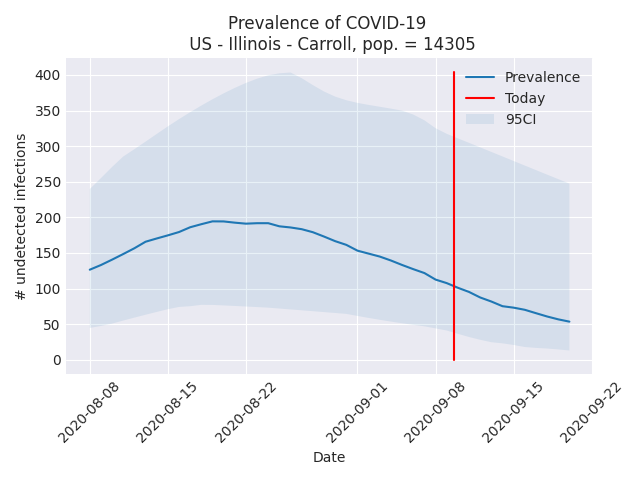 Prevalence of COVID-19
US - Illinois - Carroll, pop. = 14305
400
350
300
250
200
150
100
50
0
# undetected infections
Prevalence
Today
95CI
2020-08-08
2020-08-15
2020-08-22
2020-09-01
2020-09-08
2020-09-15
2020-09-22
Date